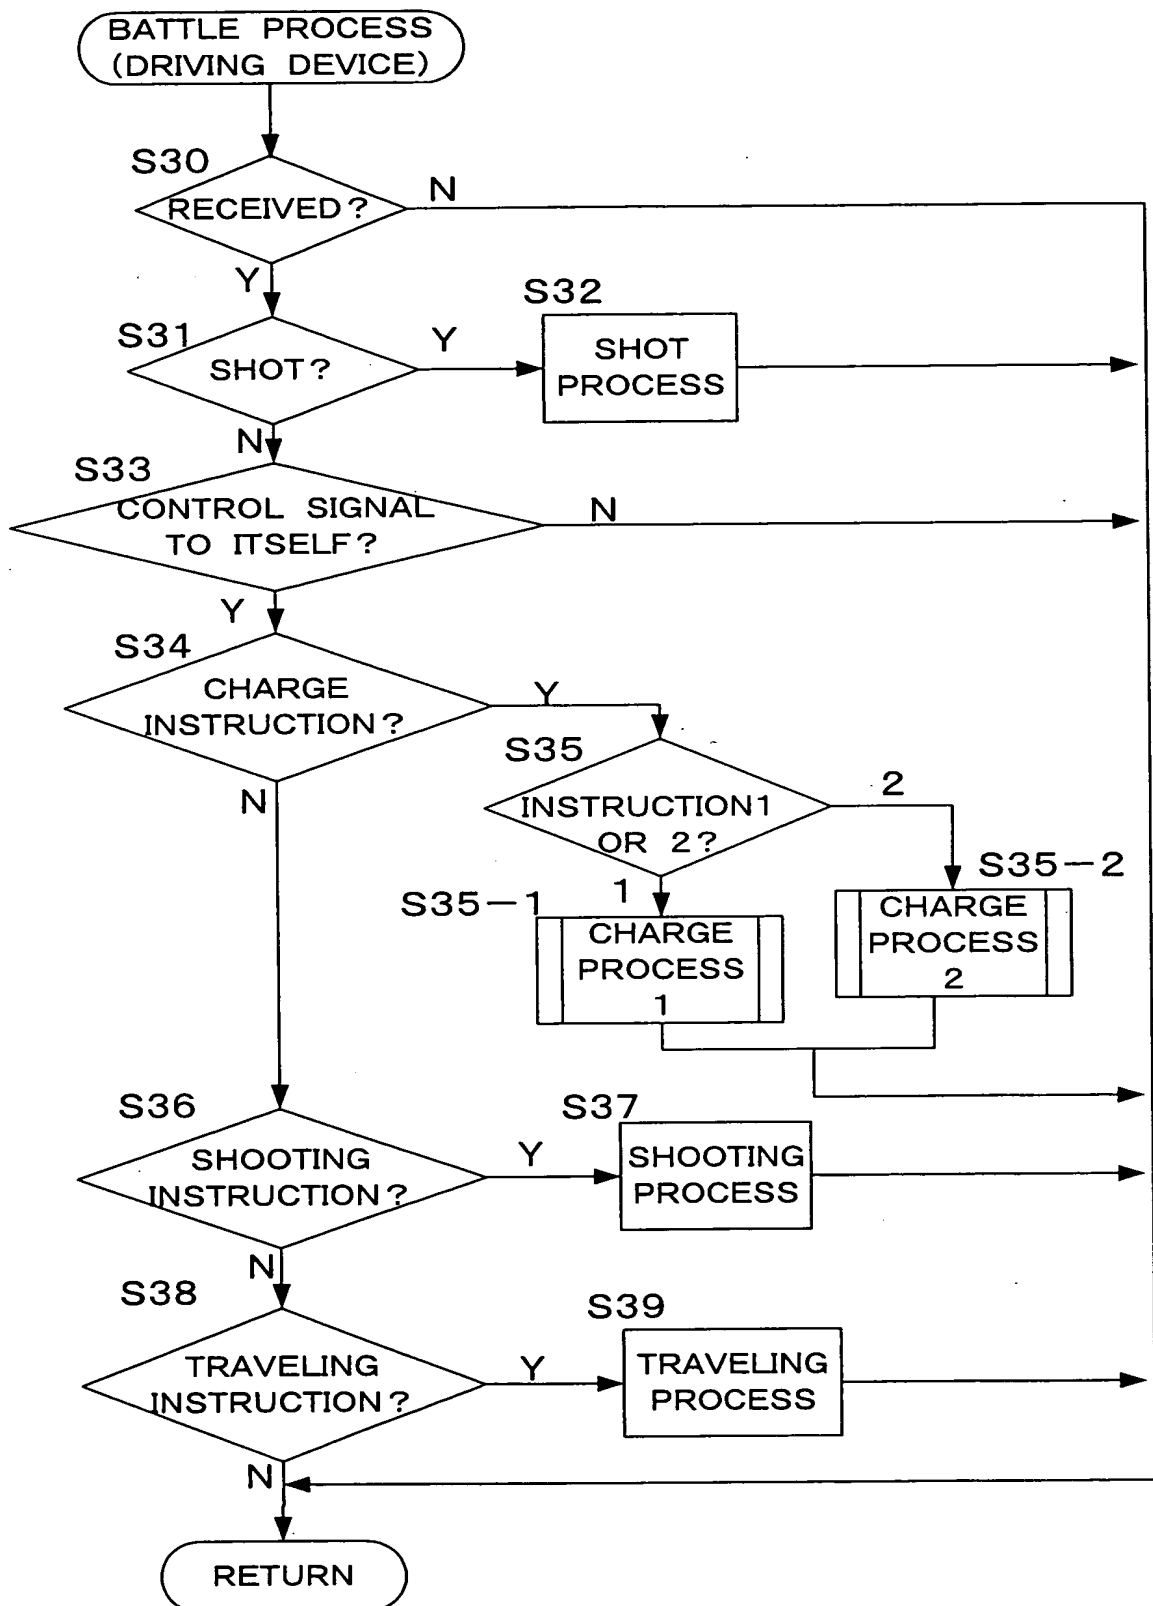 BATTLE PROCESS
(DRIVING DEVICE)
S30
RECEIVED?
N
Y
S31
SHOT?
Y
S32
SHOT
PROCESS
N
S33
CONTROL SIGNAL
TO ITSELF?
N
Y
S34
CHARGE
INSTRUCTION?
Y
N
S35
INSTRUCTION1
OR 2?
2
1
S35-1
CHARGE
PROCESS
1
S35-2
CHARGE
PROCESS
2
S36
SHOOTING
INSTRUCTION?
Y
S37
SHOOTING
PROCESS
N
S38
TRAVELING
INSTRUCTION?
Y
S39
TRAVELING
PROCESS
N
RETURN